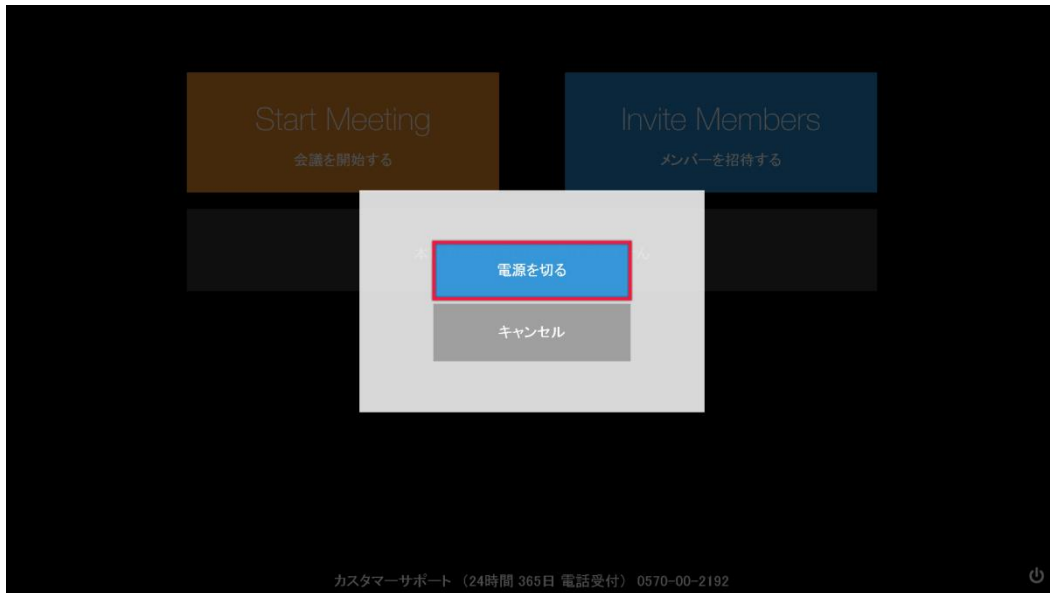 Start Meeting
会議を開始する
Invite Members
メンバーを招待する
電源を切る
キャンセル
カスタマーサポート (24時間 365日 電話受付) 0570-00-2192